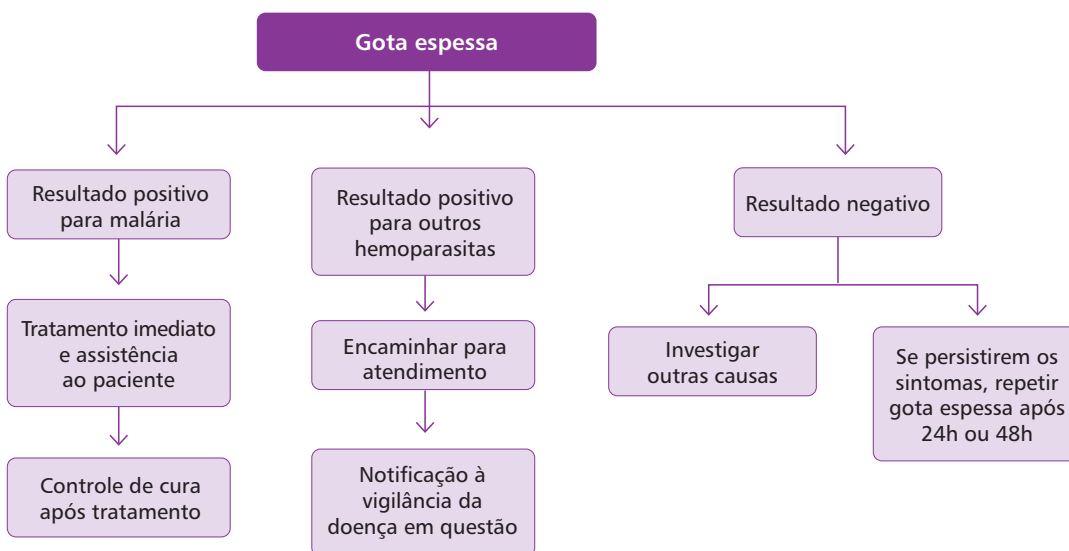 Gota espessa
Resultado positivo
para malária
Tratamento imediato
e assistência
ao paciente
Controle de cura
após tratamento
Resultado positivo
para outros
hemoparasitas
Encaminhar para
atendimento
Notificação à
vigilância da
doença em questão
Resultado negativo
Investigar
outras causas
Se persistirem os
sintomas, repetir
gota espessa após
24h ou 48h